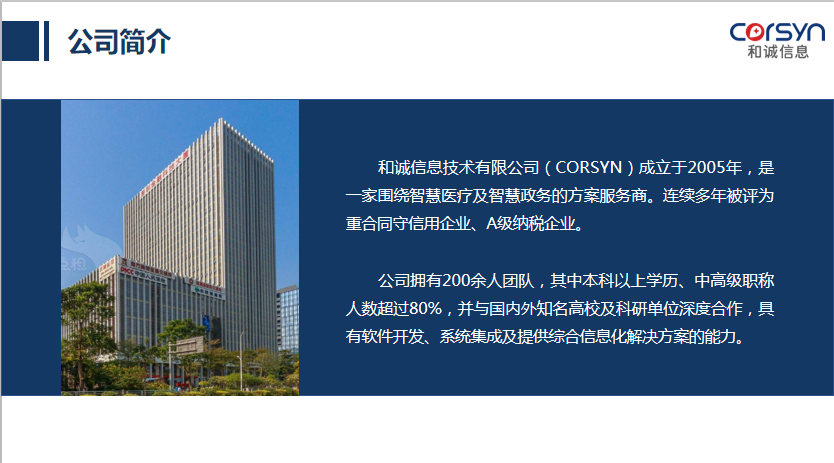 公司简介
CORSYN
和诚信息
和诚信息技术有限公司（CORSYN）成立于2005年，是
一家围绕智慧医疗及智慧政务的方案服务商。连续多年被评为
重合同守信用企业、A级纳税企业。
公司拥有200余人团队，其中本科以上学历、中高级职称
人数超过80%，并与国内外知名高校及科研单位深度合作，具
有软件开发、系统集成及提供综合信息化解决方案的能力。